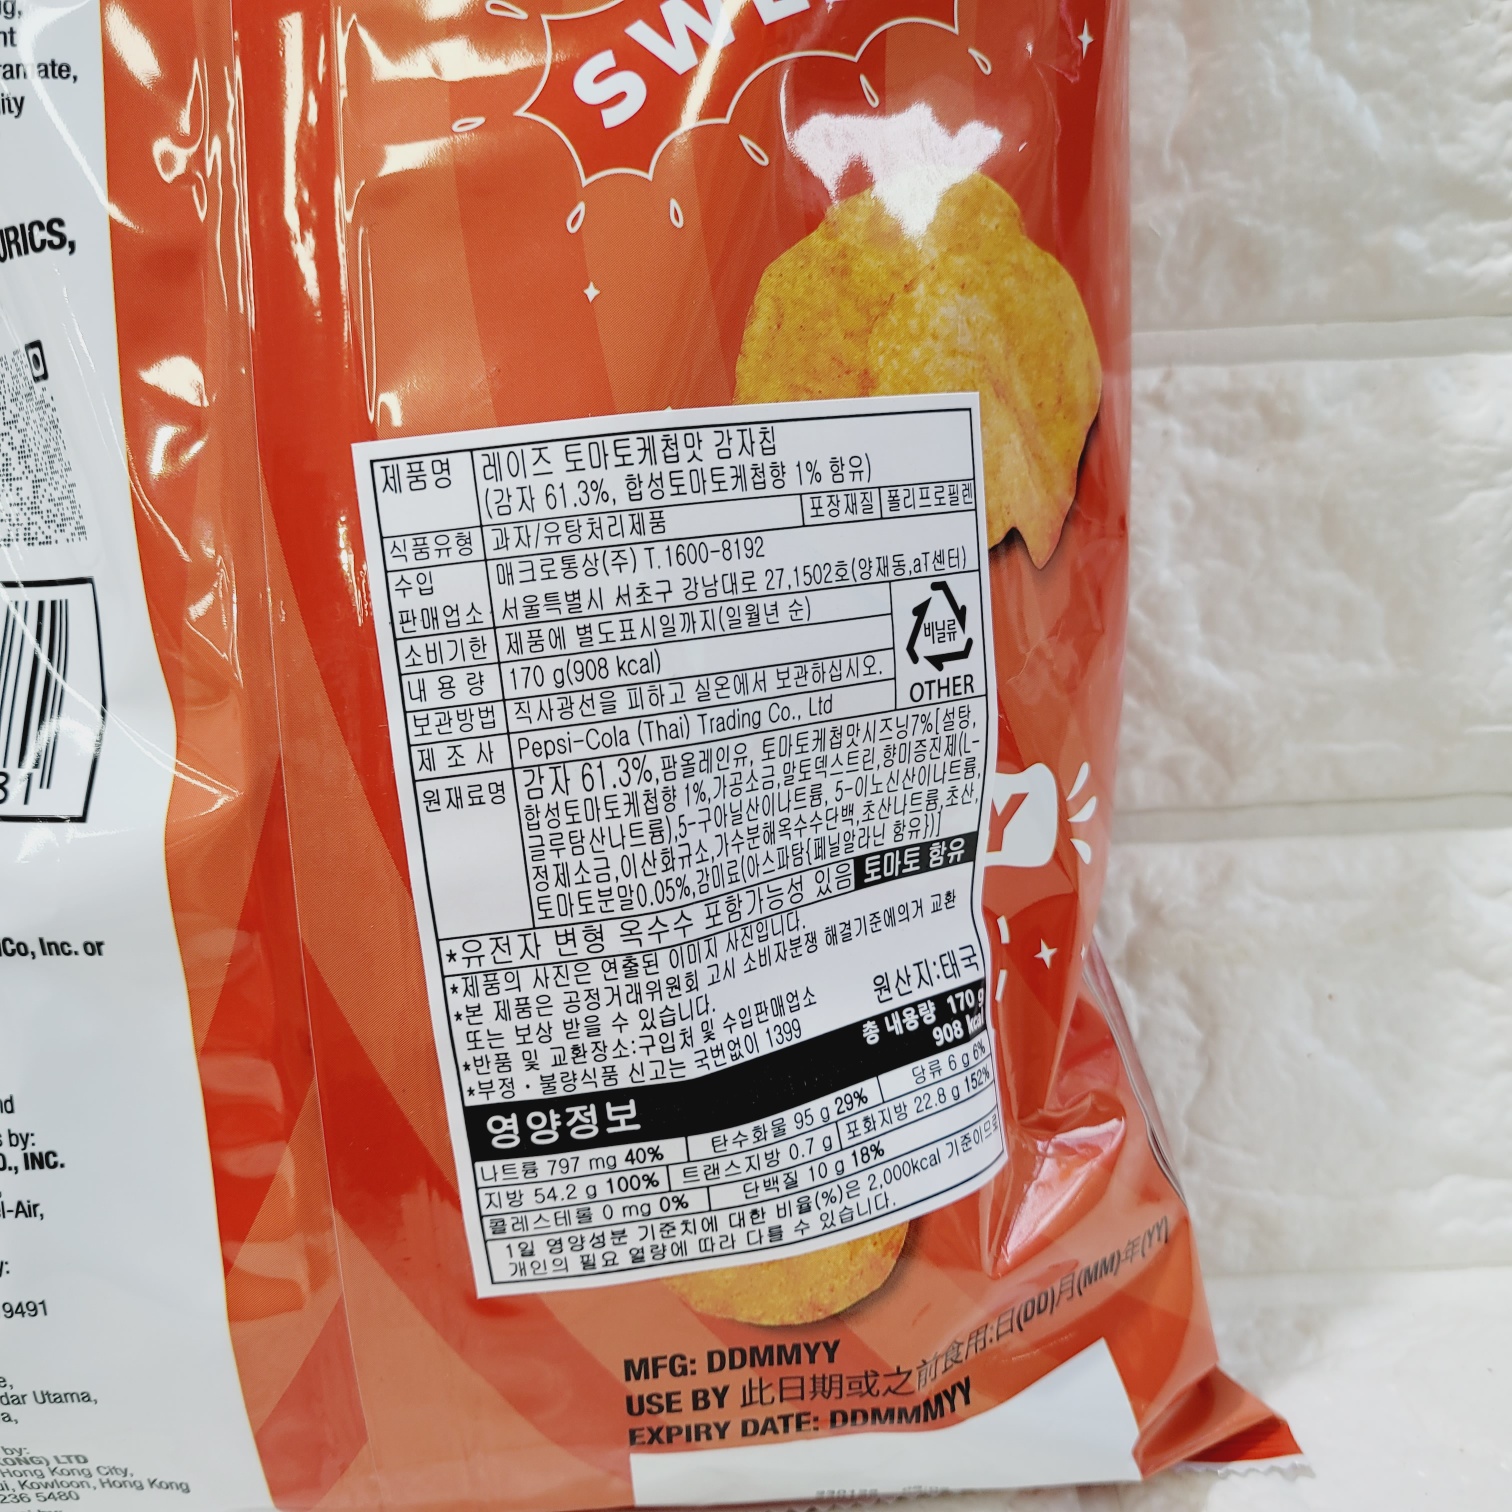 SWE
URICS,
Co, Inc. or
s by:
O., INC.
l-Air,
9491
dar Utama,
by:
KONG) LTD
Hong Kong City,
Kowloon, Hong Kong
236 5480
제품명 레이즈 토마토케첩맛 감자칩
(감자 61.3%, 합성토마토케첩향 1% 함유)
식품유형 과자/유탕처리제품 포장재질 폴리프로필렌
수입 매크로통상(주) T.1600-8192
판매업소 서울특별시 서초구 강남대로 27,1502호(양재동,aT센터)
소비기한 제품에 별도표시일까지(일월년 순)
내 용 량 170 g(908 kcal)
보관방법 직사광선을 피하고 실온에서 보관하십시오.
제 조 사 Pepsi-Cola (Thai) Trading Co., Ltd
비닐류
OTHER
원재료명 감자 61.3%,팜올레인유, 토마토케첩맛시즈닝7%[설탕,
합성토마토케첩향 1%,가공소금,말토덱스트린,향미증진제(L-
글루탐산나트륨),5-구아닐산이나트륨, 5-이노신산이나트륨,
정제소금,이산화규소,가수분해옥수수단백,초산나트륨,초산,
토마토분말0.05%,감미료(아스파탐{페닐알라닌 함유})]
*유전자 변형 옥수수 포함가능성 있음 토마토 함유
*제품의 사진은 연출된 이미지 사진입니다.
*본 제품은 공정거래위원회 고시 소비자분쟁 해결기준에의거 교환
또는 보상 받을 수 있습니다.
*반품 및 교환장소:구입처 및 수입판매업소 원산지:태국
*부정·불량식품 신고는 국번없이 1399
영양정보 총 내용량 170 g
908 kcal
나트륨 797 mg 40% 탄수화물 95 g 29% 당류 6 g 6%
지방 54.2 g 100% 트랜스지방 0.7 g 포화지방 22.8 g 152%
콜레스테롤 0 mg 0% 단백질 10 g 18%
1일 영양성분 기준치에 대한 비율(%)은 2,000kcal 기준이므로
개인의 필요 열량에 따라 다를 수 있습니다.
Y
MFG: DDMMYY
USE BY 此日期或之前食用:日(DD)月(MM)年(YY)
EXPIRY DATE: DDMMMYY